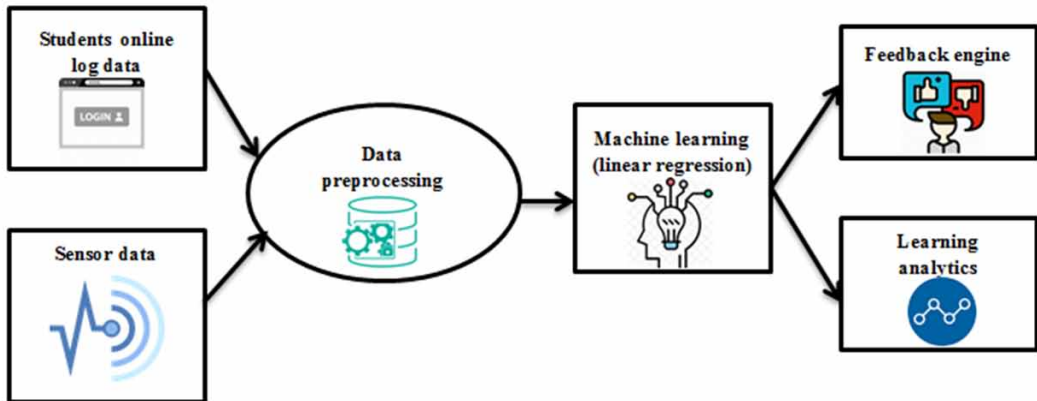 Students online
log data
LOGIN
Sensor data
Data
preprocessing
Machine learning
(linear regression)
Feedback engine
Learning
analytics